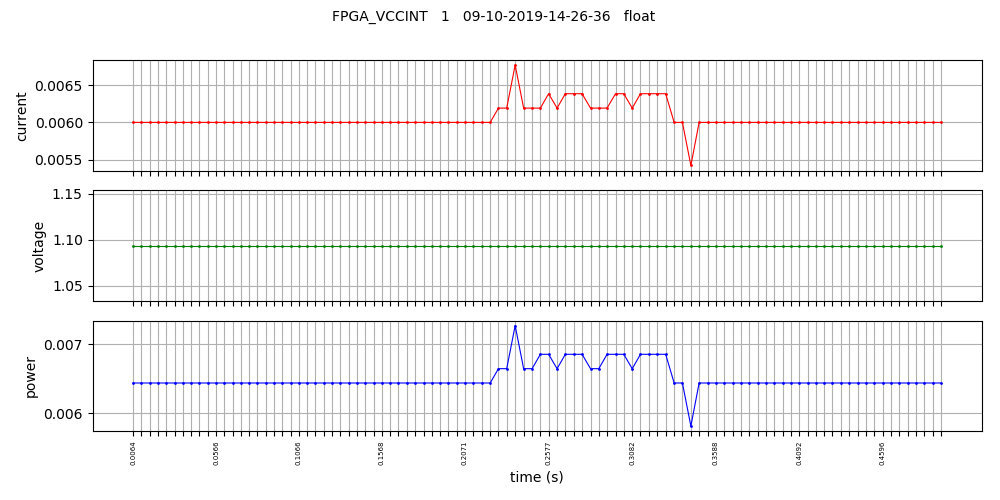 FPGA_VCCINT 1 09-10-2019-14-26-36 float
current
0.0065
0.0060
0.0055
voltage
1.15
1.10
1.05
power
0.007
0.006
0.0064 0.0566 0.1066 0.1568 0.2071 0.2577 0.3082 0.3588 0.4092 0.4596
time (s)